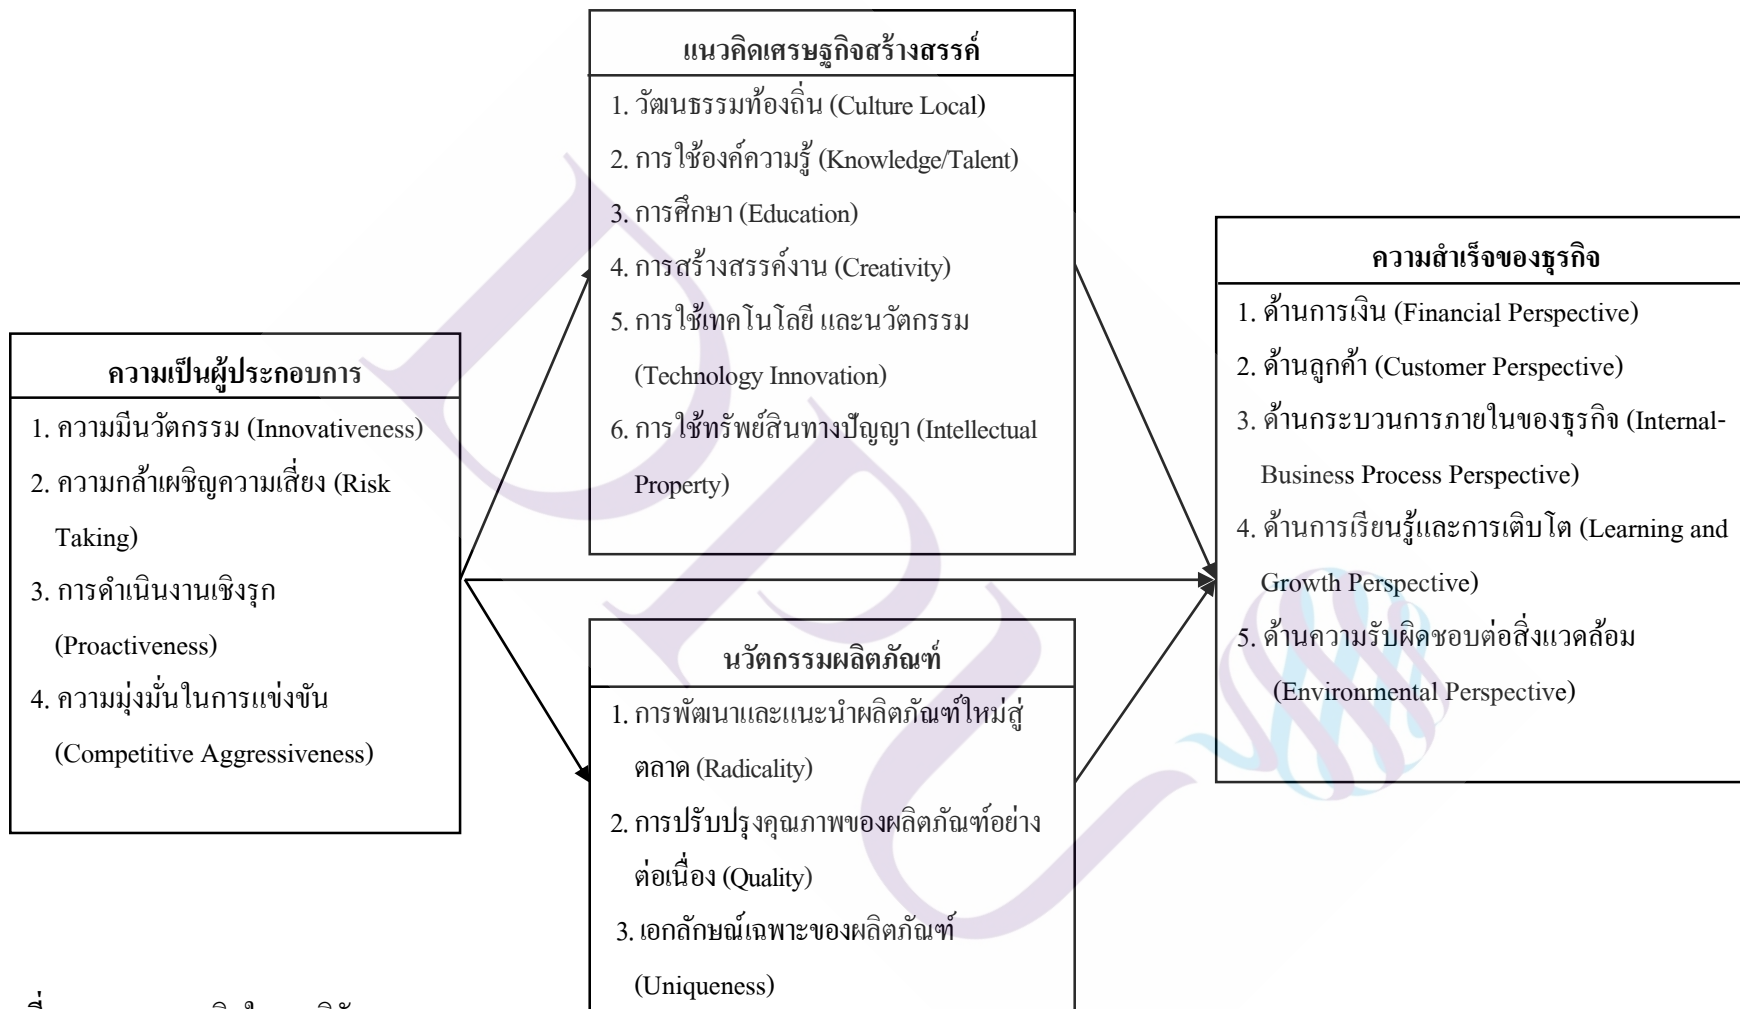 แนวคิดเศรษฐกิจสร้างสรรค์
1. วัฒนธรรมท้องถิ่น (Culture Local)
2. การใช้องค์ความรู้ (Knowledge/Talent)
3. การศึกษา (Education)
4. การสร้างสรรค์งาน (Creativity)
5. การใช้เทคโนโลยี และนวัตกรรม
(Technology Innovation)
6. การใช้ทรัพย์สินทางปัญญา (Intellectual
Property)
ความเป็นผู้ประกอบการ
1. ความมีนวัตกรรม (Innovativeness)
2. ความกล้าเผชิญความเสี่ยง (Risk
Taking)
3. การดำเนินงานเชิงรุก
(Proactiveness)
4. ความมุ่งมั่นในการแข่งขัน
(Competitive Aggressiveness)
นวัตกรรมผลิตภัณฑ์
1. การพัฒนาและแนะนำผลิตภัณฑ์ใหม่สู่
ตลาด (Radicality)
2. การปรับปรุงคุณภาพของผลิตภัณฑ์อย่าง
ต่อเนื่อง (Quality)
3. เอกลักษณ์เฉพาะของผลิตภัณฑ์
(Uniqueness)
ความสำเร็จของธุรกิจ
1. ด้านการเงิน (Financial Perspective)
2. ด้านลูกค้า (Customer Perspective)
3. ด้านกระบวนการภายในของธุรกิจ (Internal-
Business Process Perspective)
4. ด้านการเรียนรู้และการเติบโต (Learning and
Growth Perspective)
5. ด้านความรับผิดชอบต่อสิ่งแวดล้อม
(Environmental Perspective)
DPU